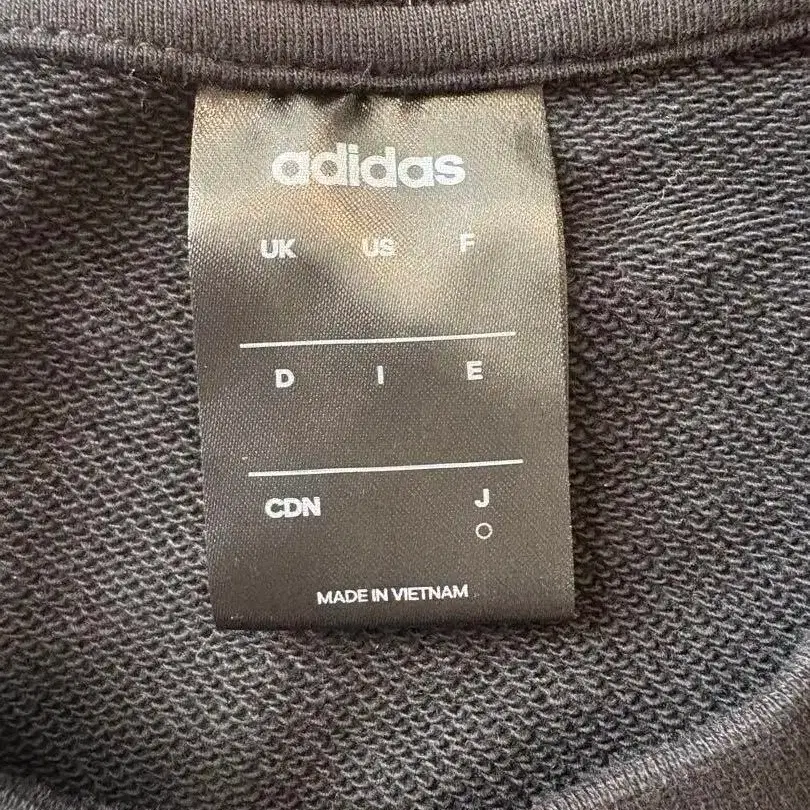 adidas
UK US F
D I E
CDN J
O
MADE IN VIETNAM